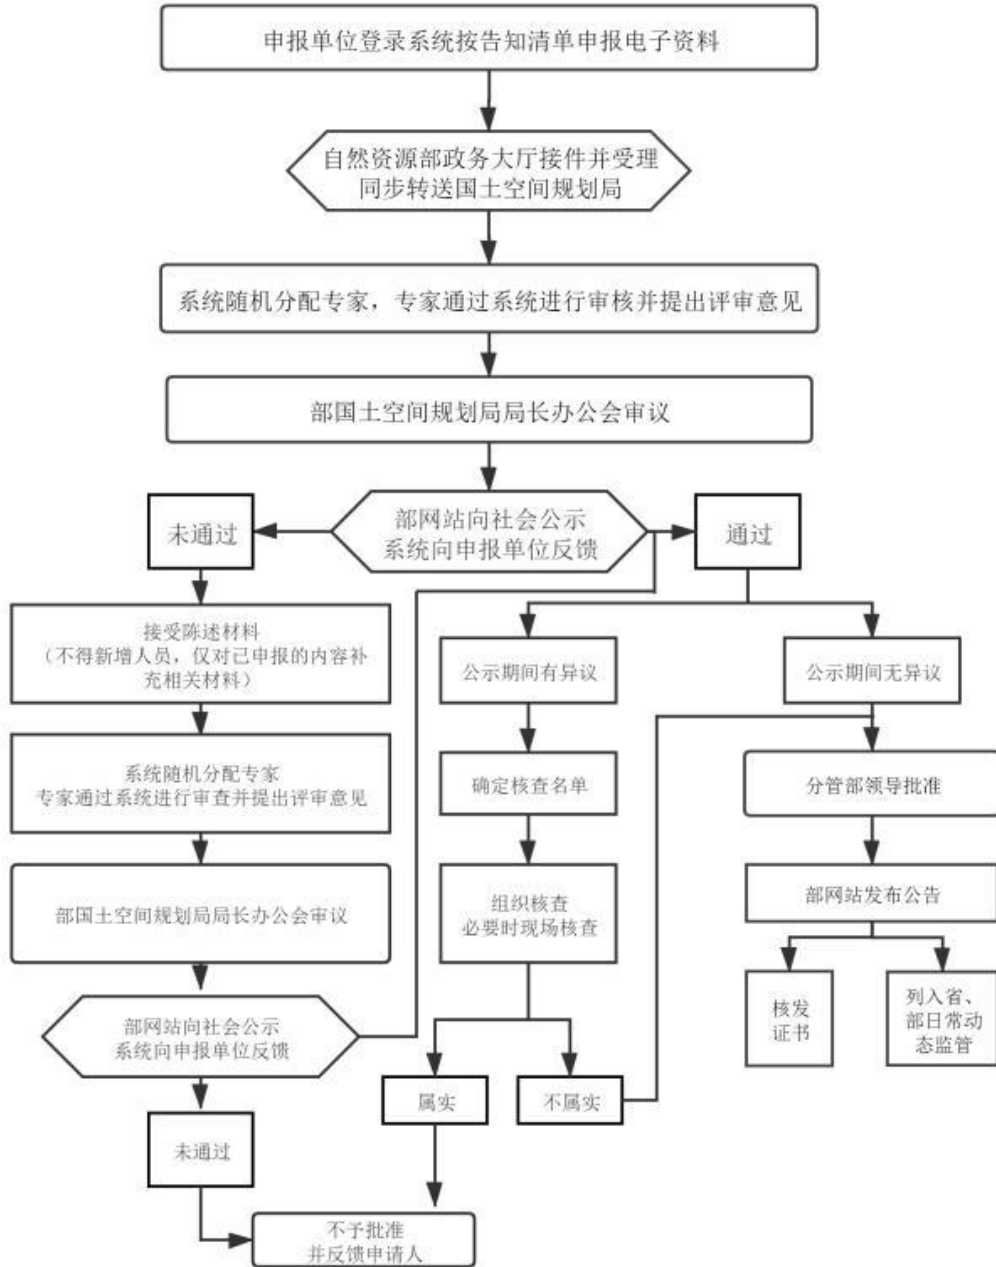 申报单位登录系统按告知清单申报电子资料
自然资源部政务大厅接件并受理
同步转送国土空间规划局
系统随机分配专家，专家通过系统进行审核并提出评审意见
部国土空间规划局局长办公会审议
部网站向社会公示
系统向申报单位反馈
未通过
通过
接受陈述材料
（不得新增人员，仅对已申报的内容补
充相关材料）
系统随机分配专家
专家通过系统进行审查并提出评审意见
部国土空间规划局局长办公会审议
部网站向社会公示
系统向申报单位反馈
未通过
公示期间有异议
确定核查名单
组织核查
必要时现场核查
属实
不属实
不予批准
并反馈申请人
公示期间无异议
分管部领导批准
部网站发布公告
核发
证书
列入省、
部日常动
态监管